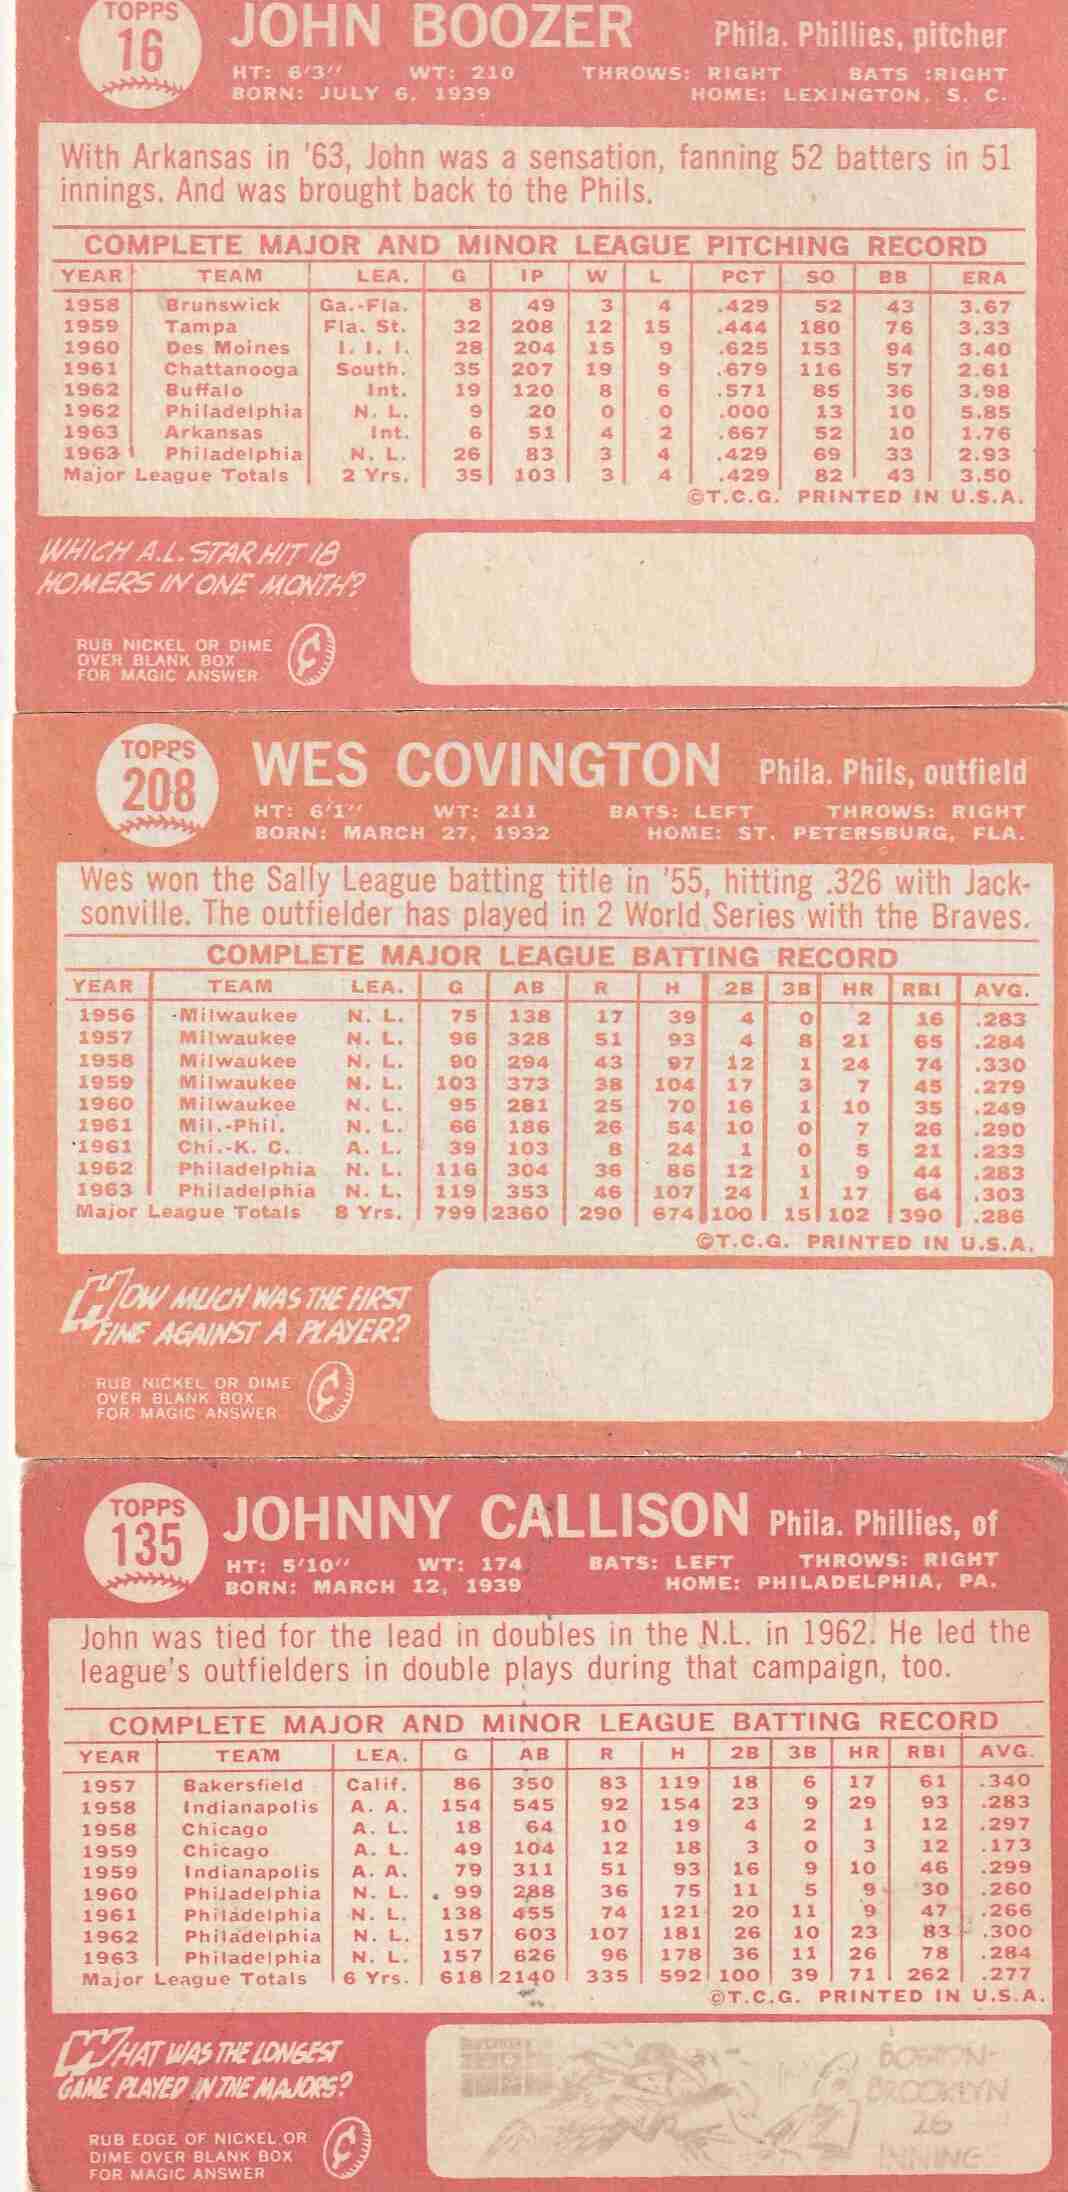 TOPPS
16
JOHN BOOZER Phila. Phillies, pitcher
HT: 6'3'' WT: 210 THROWS: RIGHT BATS :RIGHT
BORN: JULY 6, 1939 HOME: LEXINGTON, S. C.
With Arkansas in '63, John was a sensation, fanning 52 batters in 51
innings. And was brought back to the Phils.
COMPLETE MAJOR AND MINOR LEAGUE PITCHING RECORD
YEAR TEAM LEA. G IP W L PCT SO BB ERA
1958 Brunswick Ga.-Fla. 8 49 3 4 .429 52 43 3.67
1959 Tampa Fla. St. 32 208 12 15 .444 180 76 3.33
1960 Des Moines I. I. I. 28 204 15 9 .625 153 94 3.40
1961 Chattanooga South. 35 207 19 9 .679 116 57 2.61
1962 Buffalo Int. 19 120 8 6 .571 85 36 3.98
1962 Philadelphia N. L. 9 20 0 0 .000 13 10 5.85
1963 Arkansas Int. 6 51 4 2 .667 52 10 1.76
1963 Philadelphia N. L. 26 83 3 4 .429 69 33 2.93
Major League Totals 2 Yrs. 35 103 3 4 .429 82 43 3.50
©T.C.G. PRINTED IN U.S.A.
WHICH A.L. STAR HIT 18
HOMERS IN ONE MONTH?
RUB NICKEL OR DIME
OVER BLANK BOX
FOR MAGIC ANSWER
TOPPS
208
WES COVINGTON Phila. Phils, outfield
HT: 6'1'' WT: 211 BATS: LEFT THROWS: RIGHT
BORN: MARCH 27, 1932 HOME: ST. PETERSBURG, FLA.
Wes won the Sally League batting title in '55, hitting .326 with Jack-
sonville. The outfielder has played in 2 World Series with the Braves.
COMPLETE MAJOR LEAGUE BATTING RECORD
YEAR TEAM LEA. G AB R H 2B 3B HR RBI AVG.
1956 Milwaukee N. L. 75 138 17 39 4 0 2 16 .283
1957 Milwaukee N. L. 96 328 51 93 4 8 21 65 .284
1958 Milwaukee N. L. 90 294 43 97 12 1 24 74 .330
1959 Milwaukee N. L. 103 373 38 104 17 3 7 45 .279
1960 Milwaukee N. L. 95 281 25 70 16 1 10 35 .249
1961 Mil.-Phil. N. L. 66 186 26 54 10 0 7 26 .290
1961 Chi.-K. C. A. L. 39 103 8 24 1 0 5 21 .233
1962 Philadelphia N. L. 116 304 36 86 12 1 9 44 .283
1963 Philadelphia N. L. 119 353 46 107 24 1 17 64 .303
Major League Totals 8 Yrs. 799 2360 290 674 100 15 102 390 .286
©T.C.G. PRINTED IN U.S.A.
HOW MUCH WAS THE FIRST
FINE AGAINST A PLAYER?
RUB NICKEL OR DIME
OVER BLANK BOX
FOR MAGIC ANSWER
TOPPS
135
JOHNNY CALLISON Phila. Phillies, of
HT: 5'10'' WT: 174 BATS: LEFT THROWS: RIGHT
BORN: MARCH 12, 1939 HOME: PHILADELPHIA, PA.
John was tied for the lead in doubles in the N.L. in 1962. He led the
league's outfielders in double plays during that campaign, too.
COMPLETE MAJOR AND MINOR LEAGUE BATTING RECORD
YEAR TEAM LEA. G AB R H 2B 3B HR RBI AVG.
1957 Bakersfield Calif. 86 350 83 119 18 6 17 61 .340
1958 Indianapolis A. A. 154 545 92 154 23 9 29 93 .283
1958 Chicago A. L. 18 64 10 19 4 2 1 12 .297
1959 Chicago A. L. 49 104 12 18 3 0 3 12 .173
1959 Indianapolis A. A. 79 311 51 93 16 9 10 46 .299
1960 Philadelphia N. L. 99 288 36 75 11 5 9 30 .260
1961 Philadelphia N. L. 138 455 74 121 20 11 9 47 .266
1962 Philadelphia N. L. 157 603 107 181 26 10 23 83 .300
1963 Philadelphia N. L. 157 626 96 178 36 11 26 78 .284
Major League Totals 6 Yrs. 618 2140 335 592 100 39 71 262 .277
©T.C.G. PRINTED IN U.S.A.
WHAT WAS THE LONGEST
GAME PLAYED IN THE MAJORS?
RUB EDGE OF NICKEL OR
DIME OVER BLANK BOX
FOR MAGIC ANSWER
BOSTON-
BROOKLYN
26
INNING